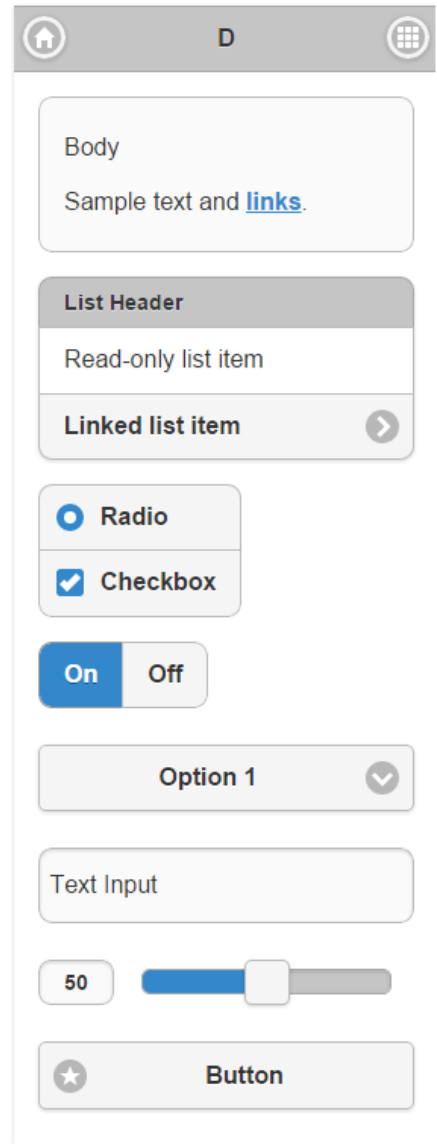 D
Body
Sample text and links.
List Header
Read-only list item
Linked list item
Radio
Checkbox
On Off
Option 1
Text Input
50
Button